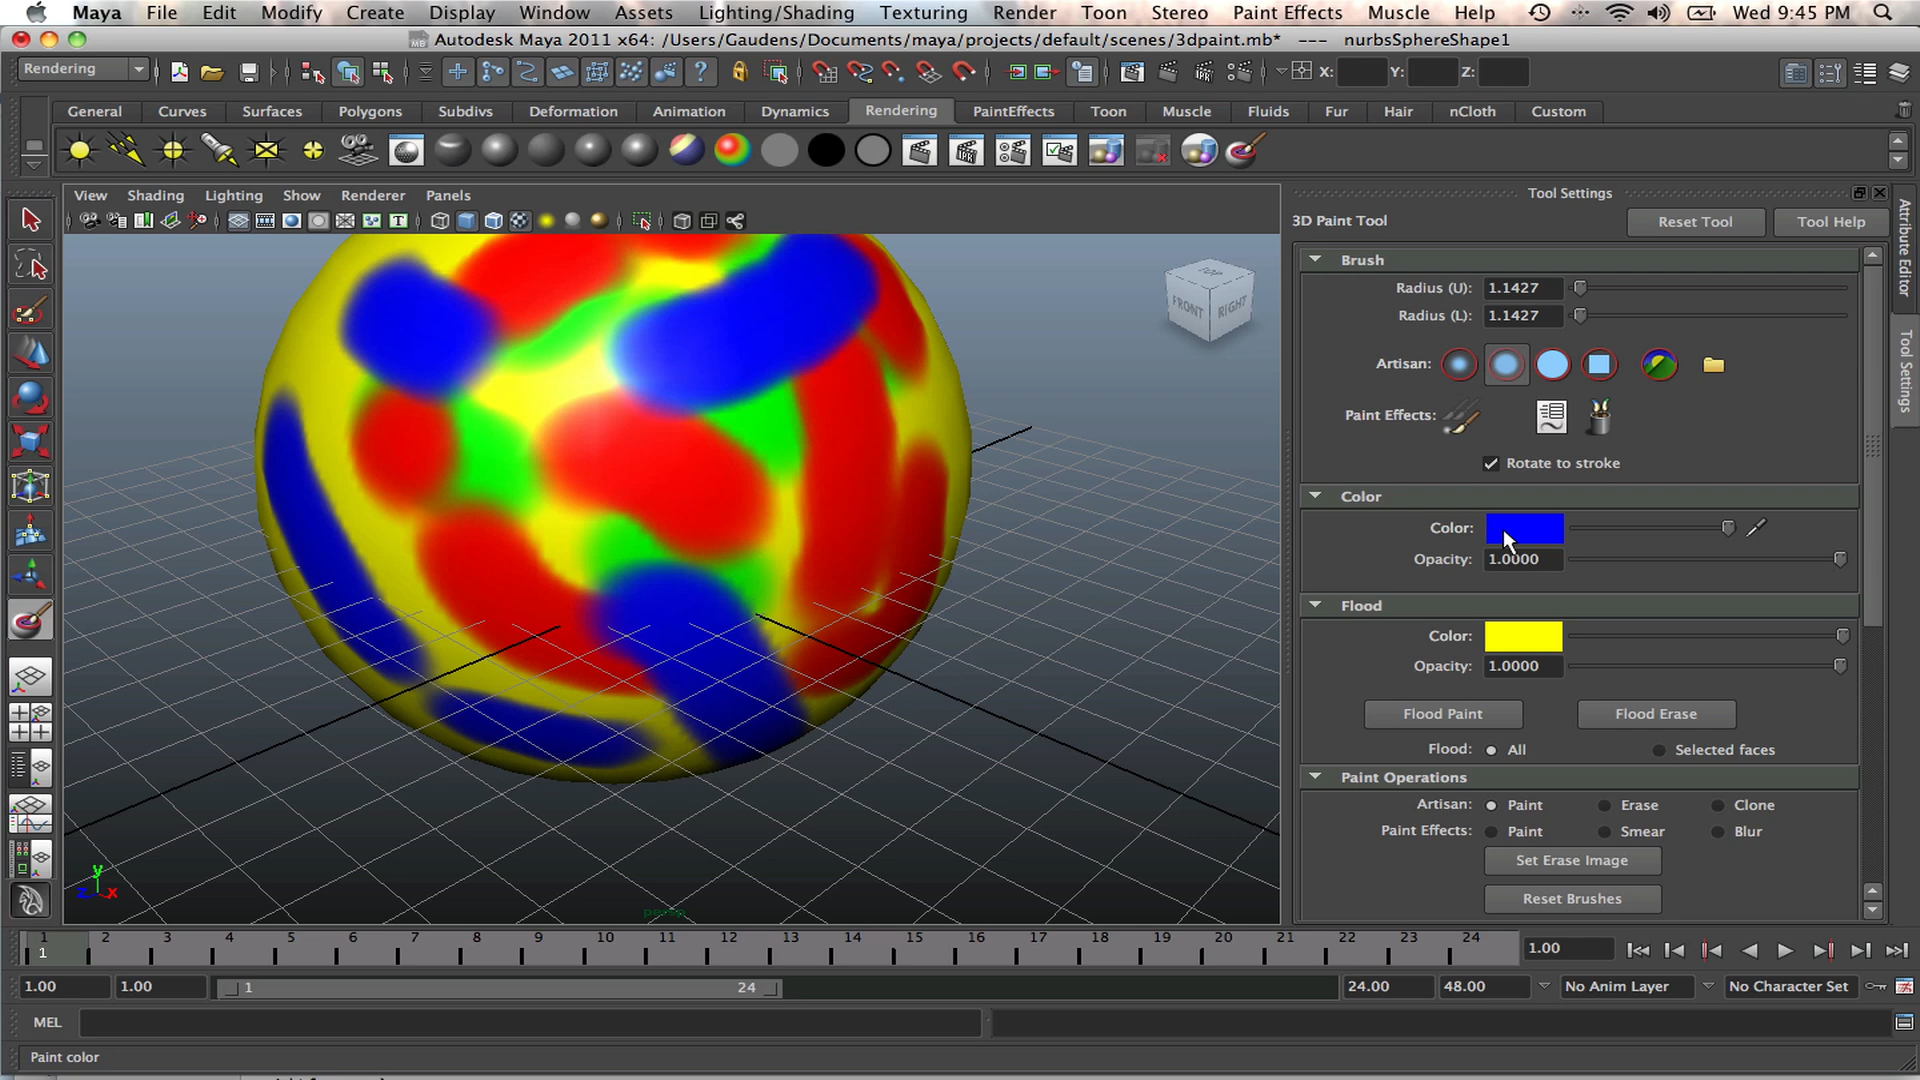 Maya File Edit Modify Create Display Window Assets Lighting/Shading Texturing Render Toon Stereo Paint Effects Muscle Help Wed 9:45 PM
Autodesk Maya 2011 x64: /Users/Gaudens/Documents/maya/projects/default/scenes/3dpaint.mb* --- nurbsSphereShape1
Rendering X: Y: Z:
General Curves Surfaces Polygons Subdivs Deformation Animation Dynamics Rendering PaintEffects Toon Muscle Fluids Fur Hair nCloth Custom
View Shading Lighting Show Renderer Panels
TOP
FRONT RIGHT
y
z x
persp
Tool Settings
3D Paint Tool Reset Tool Tool Help
Brush
Radius (U): 1.1427
Radius (L): 1.1427
Artisan:
Paint Effects:
Rotate to stroke
Color
Color:
Opacity: 1.0000
Flood
Color:
Opacity: 1.0000
Flood Paint Flood Erase
Flood: All Selected faces
Paint Operations
Artisan: Paint Erase Clone
Paint Effects: Paint Smear Blur
Set Erase Image
Reset Brushes
Attribute Editor
Tool Settings
1 2 3 4 5 6 7 8 9 10 11 12 13 14 15 16 17 18 19 20 21 22 23 24 1.00
1
1.00 1.00 1 24 24.00 48.00 No Anim Layer No Character Set
MEL
Paint color